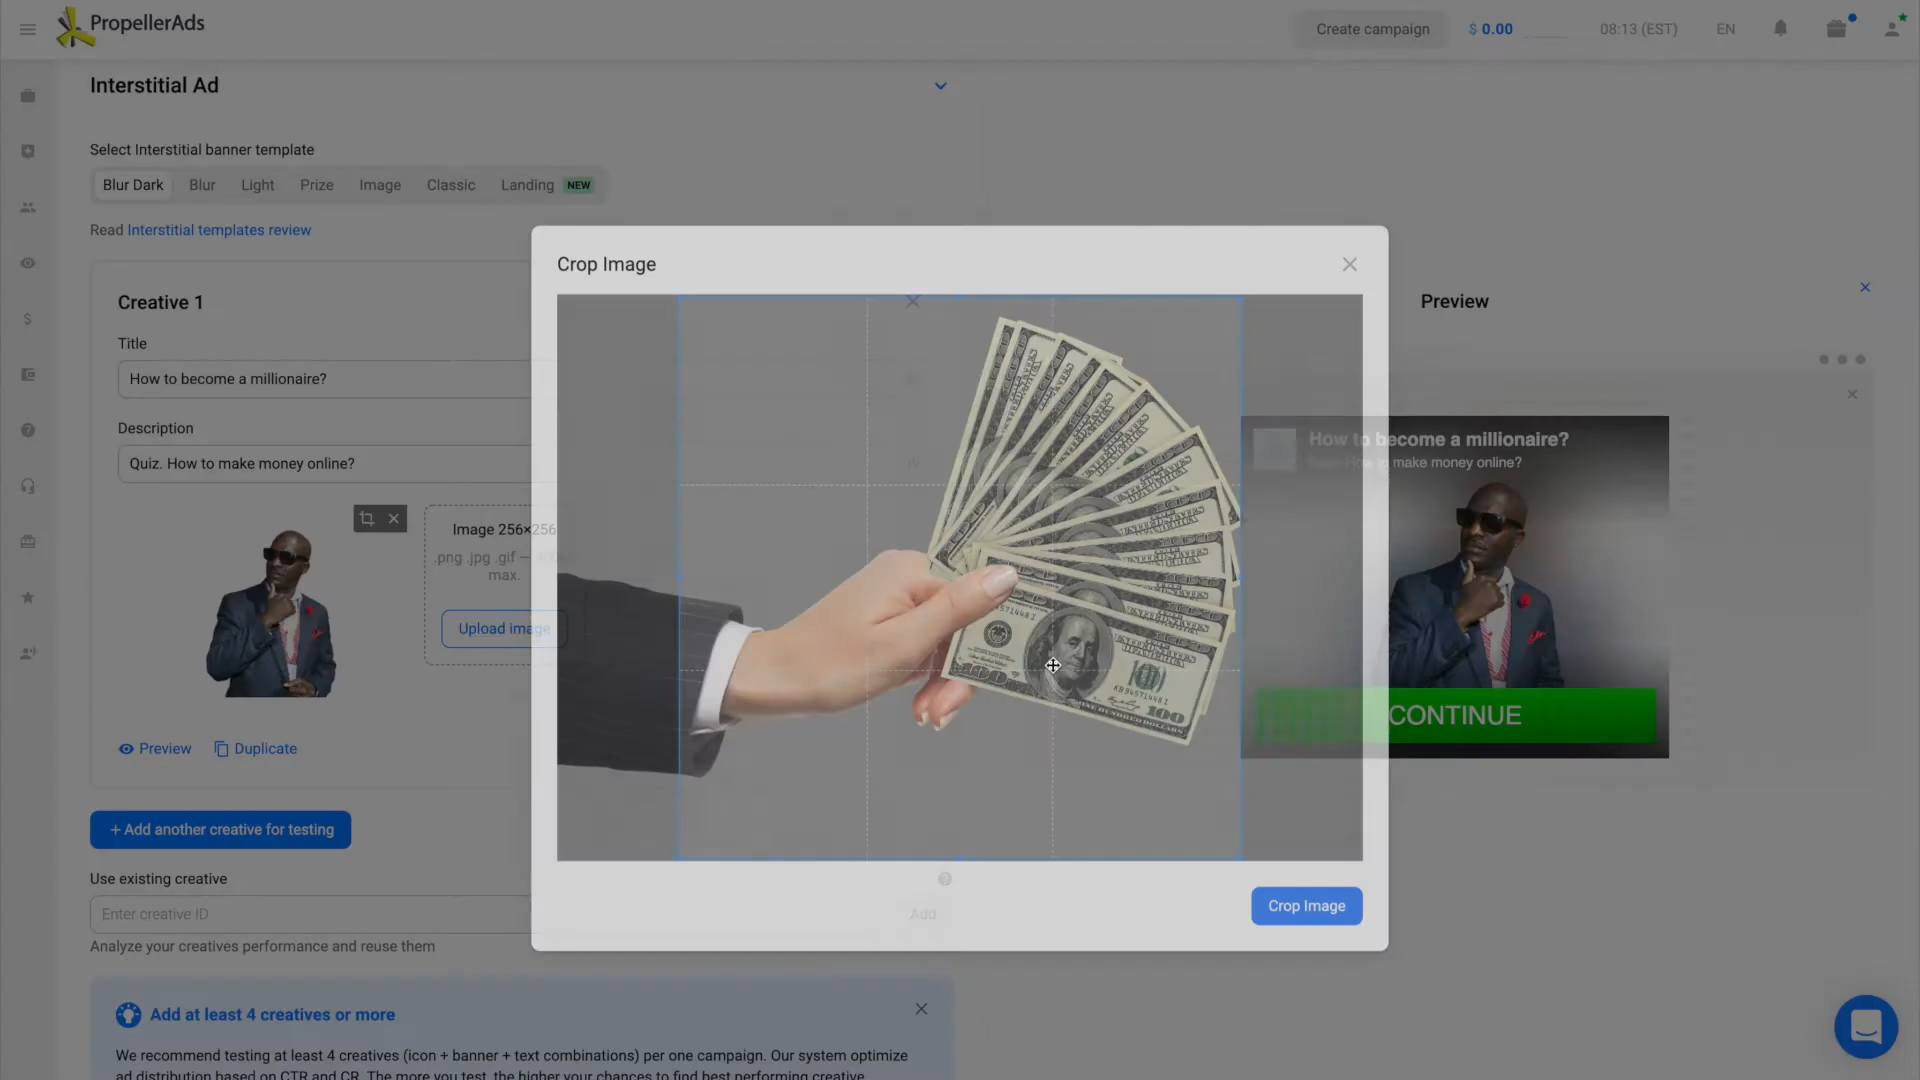 PropellerAds
Create campaign
$ 0.00
08:13 (EST)
EN
Interstitial Ad
Select Interstitial banner template
Blur Dark
Blur
Light
Prize
Image
Classic
Landing
NEW
Read Interstitial templates review
Crop Image
Creative 1
Title
How to become a millionaire?
Description
Quiz. How to make money online?
Image 256×256
.png .jpg .gif —
max.
Upload image
Preview
Duplicate
+ Add another creative for testing
Use existing creative
Enter creative ID
Add
Analyze your creatives performance and reuse them
Crop Image
Preview
How to become a millionaire?
How to make money online?
CONTINUE
Add at least 4 creatives or more
We recommend testing at least 4 creatives (icon + banner + text combinations) per one campaign. Our system optimize
ad distribution based on CTR and CR. The more you test, the higher your chances to find best performing creative.
100
ONE HUNDRED DOLLARS